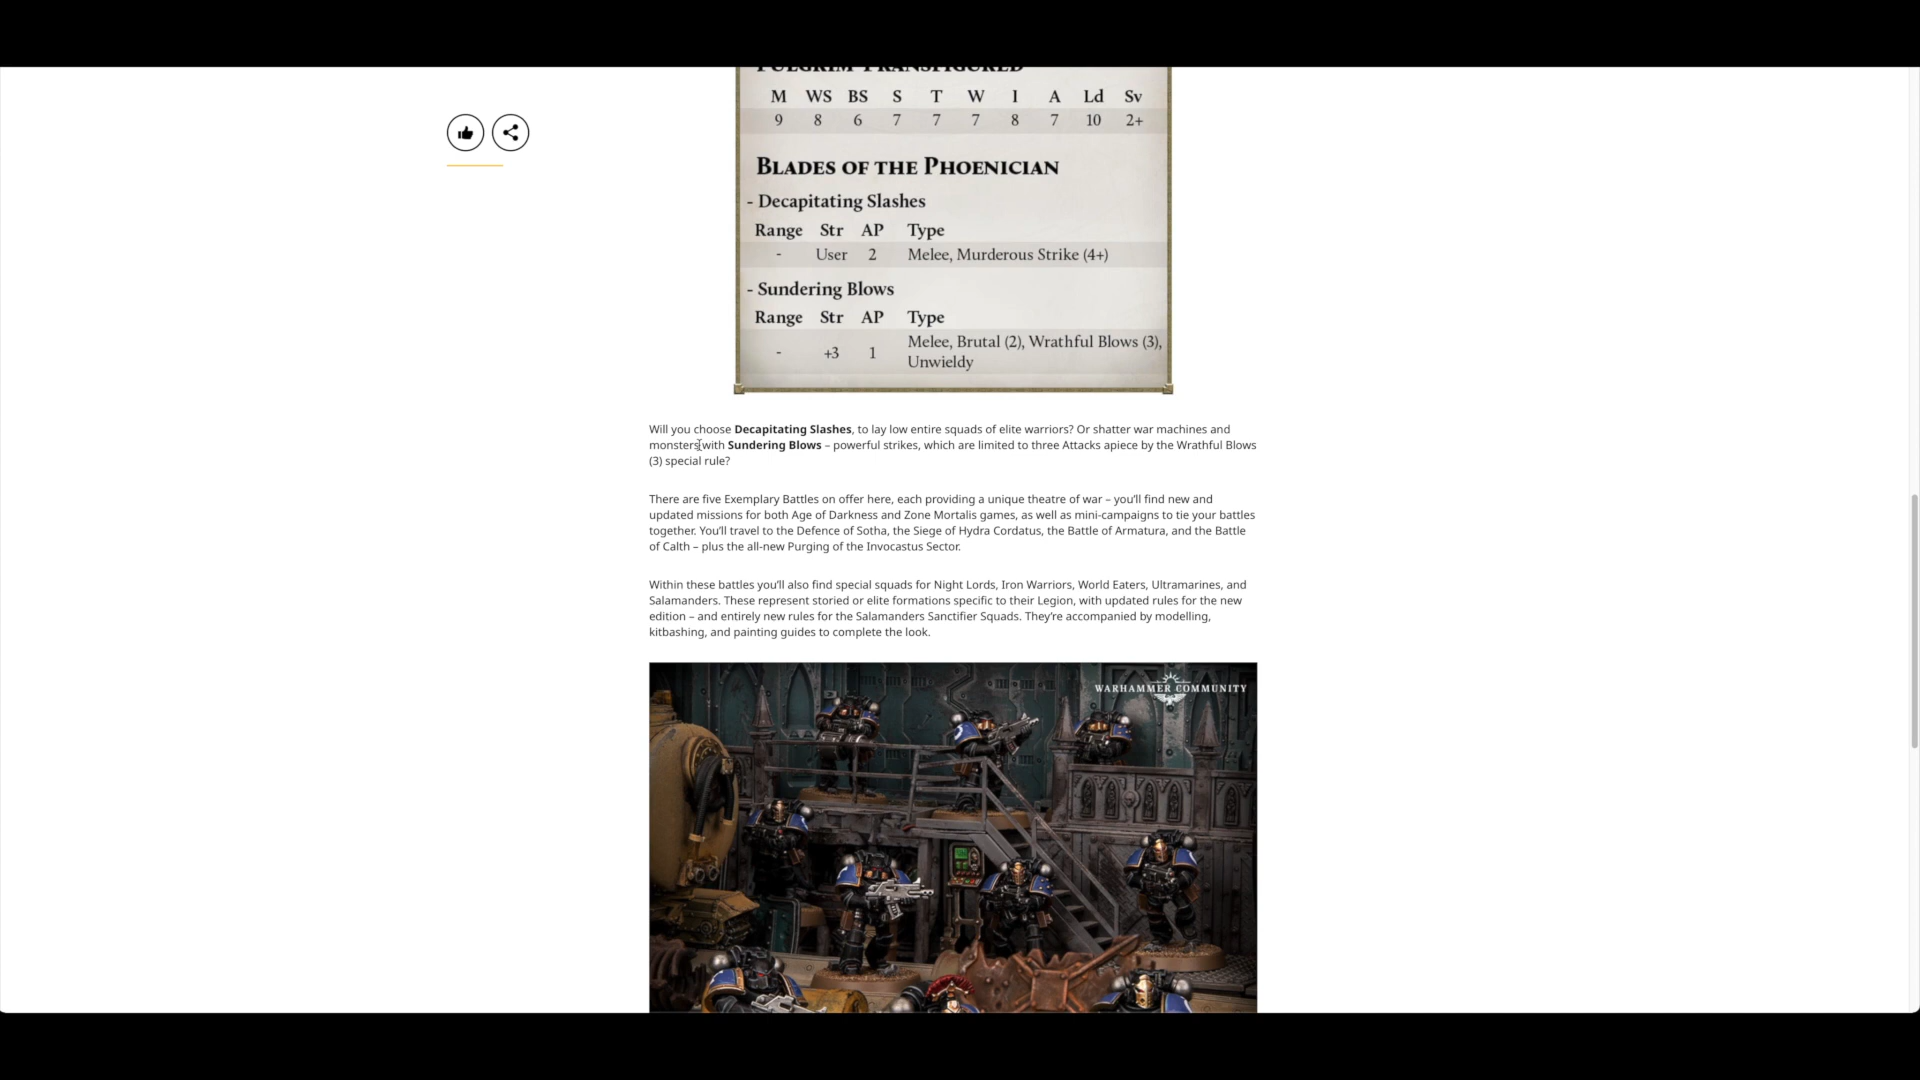 FULGRIM TRANSFIGURED
M WS BS S T W I A Ld Sv
9 8 6 7 7 7 8 7 10 2+
BLADES OF THE PHOENICIAN
- Decapitating Slashes
Range Str AP Type
- User 2 Melee, Murderous Strike (4+)
- Sundering Blows
Range Str AP Type
- +3 1 Melee, Brutal (2), Wrathful Blows (3),
Unwieldy
Will you choose Decapitating Slashes, to lay low entire squads of elite warriors? Or shatter war machines and
monsters with Sundering Blows – powerful strikes, which are limited to three Attacks apiece by the Wrathful Blows
(3) special rule?
There are five Exemplary Battles on offer here, each providing a unique theatre of war – you’ll find new and
updated missions for both Age of Darkness and Zone Mortalis games, as well as mini-campaigns to tie your battles
together. You’ll travel to the Defence of Sotha, the Siege of Hydra Cordatus, the Battle of Armatura, and the Battle
of Calth – plus the all-new Purging of the Invocastus Sector.
Within these battles you’ll also find special squads for Night Lords, Iron Warriors, World Eaters, Ultramarines, and
Salamanders. These represent storied or elite formations specific to their Legion, with updated rules for the new
edition – and entirely new rules for the Salamanders Sanctifier Squads. They’re accompanied by modelling,
kitbashing, and painting guides to complete the look.
WARHAMMER COMMUNITY